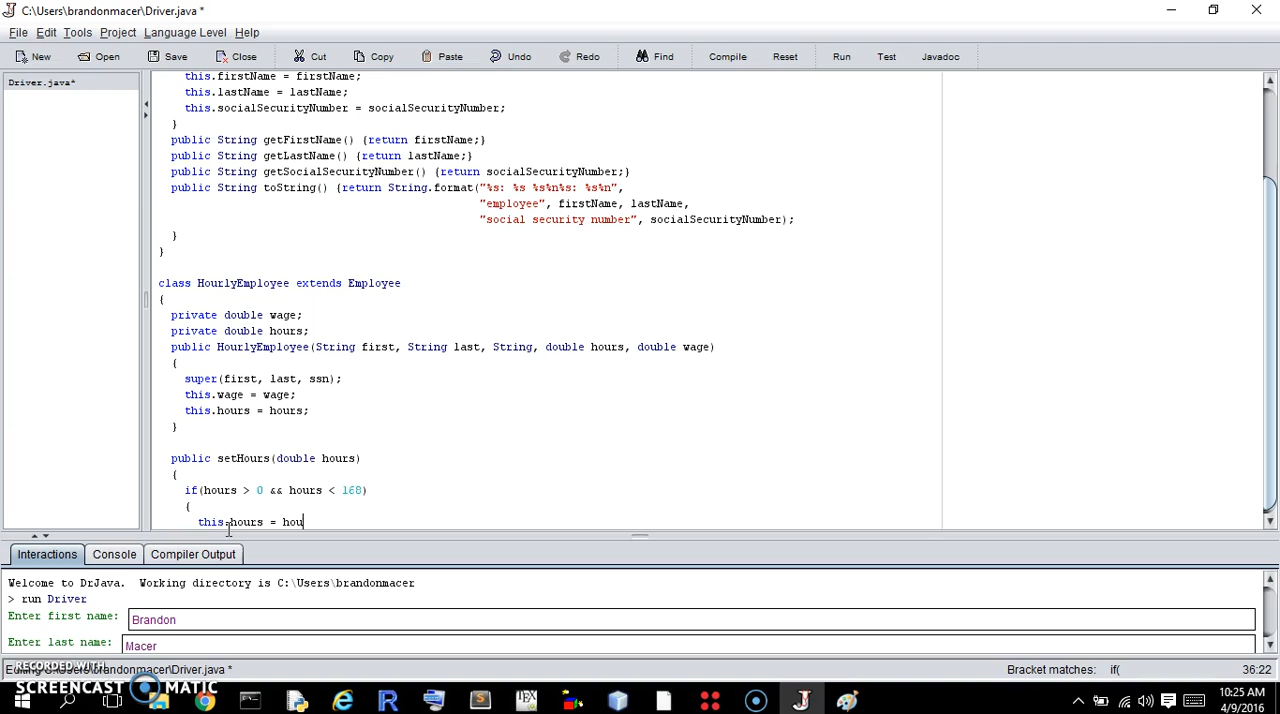 C:\Users\brandonmacer\Driver.java *
File Edit Tools Project Language Level Help
New Open Save Close Cut Copy Paste Undo Redo Find Compile Reset Run Test Javadoc
Driver.java*
this.firstName = firstName;
this.lastName = lastName;
this.socialSecurityNumber = socialSecurityNumber;
}
public String getFirstName() {return firstName;}
public String getLastName() {return lastName;}
public String getSocialSecurityNumber() {return socialSecurityNumber;}
public String toString() {return String.format("%s: %s %s%n%s: %s%n",
"employee", firstName, lastName,
"social security number", socialSecurityNumber);
}
}
class HourlyEmployee extends Employee
{
private double wage;
private double hours;
public HourlyEmployee(String first, String last, String, double hours, double wage)
{
super(first, last, ssn);
this.wage = wage;
this.hours = hours;
}
public setHours(double hours)
{
if(hours > 0 && hours < 168)
{
this.hours = hou
Interactions Console Compiler Output
Welcome to DrJava. Working directory is C:\Users\brandonmacer
> run Driver
Enter first name: Brandon
Enter last name: Macer
Editing C:\Users\brandonmacer\Driver.java * Bracket matches: if( 36:22
RECORDED WITH
SCREENCAST MATIC
10:25 AM
4/9/2016